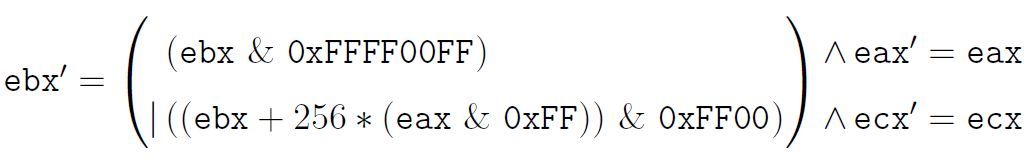 (ebx & 0xFFFF00FF) ∧ eax′ = eax
ebx′ =
| ((ebx + 256 ∗ (eax & 0xFF)) & 0xFF00) ∧ ecx′ = ecx